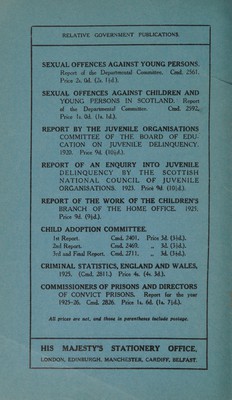 RELATIVE GOVERNMENT PUBLICATIONS
SEXUAL OFFENCES AGAINST YOUNG PERSONS.
Report of the Departmental Committee. Cmd. 2561.
Price 2s. 0d.
SEXUAL OFFENCES AGAINST CHILDREN AND
YOUNG PERSONS IN SCOTLAND. Report
of the Departmental Committee. Cmd. 2592.
Price 1s. 0d. (1s. 1d.).
REPORT BY THE JUVENILE ORGANISATIONS
COMMITTEE OF THE BOARD OF EDU-
CATION ON JUVENILE DELINQUENCY.
1920. Price 9d. (10½d.).
REPORT OF AN ENQUIRY INTO JUVENILE
DELINQUENCY BY THE SCOTTISH
NATIONAL COUNCIL OF JUVENILE
ORGANISATIONS. 1923. Price 9d. (10½d.).
REPORT OF THE WORK OF THE CHILDREN'S
BRANCH OF THE HOME OFFICE. 1921.
Price 9d. (9½d.).
CHILD ADOPTION COMMITTEE.
1st Report. Cmd. 2401. Price 3d. (3½d.).
2nd Report. Cmd. 2469. „ 3d. (3½d.).
3rd and Final Report. Cmd. 2711. „ 3d. (3½d.).
CRIMINAL STATISTICS, ENGLAND AND WALES,
1925. (Cmd. 2811.) Price 4s. (4s. 3d.).
COMMISSIONERS OF PRISONS AND DIRECTORS
OF CONVICT PRISONS. Report for the year
1925-26. Cmd. 2826. Price 1s. 6d. (1s. 7½d.).
All prices are net, and those in parentheses include postage.
HIS MAJESTY'S STATIONERY OFFICE,
LONDON, EDINBURGH, MANCHESTER, CARDIFF, BELFAST.